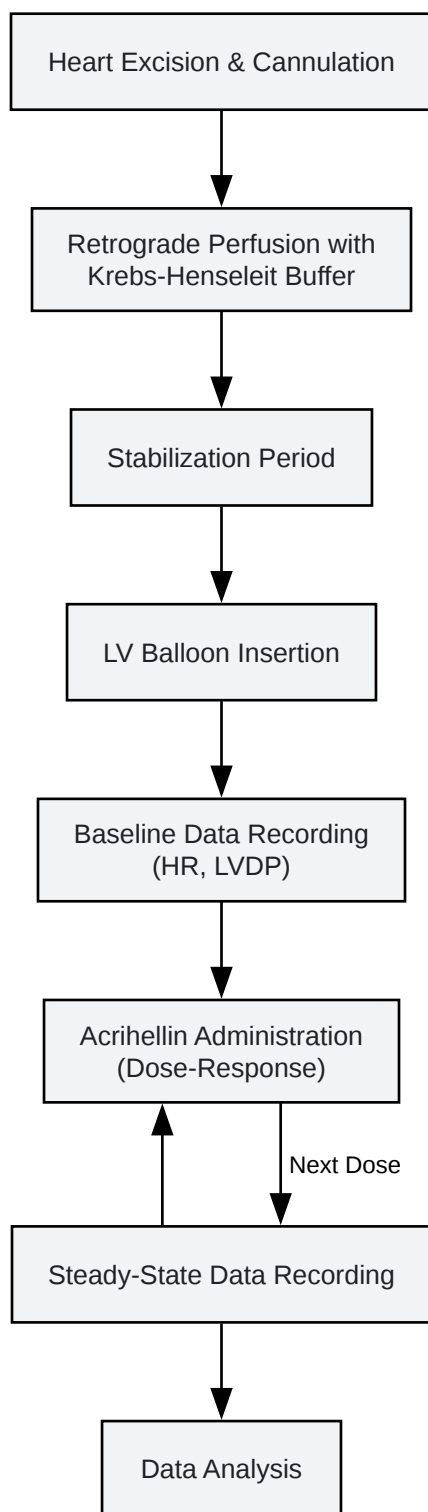 Heart Excision & Cannulation
Retrograde Perfusion with
Krebs-Henseleit Buffer
Stabilization Period
LV Balloon Insertion
Baseline Data Recording
(HR, LVDP)
Acrihellin Administration
(Dose-Response)
Next Dose
Steady-State Data Recording
Data Analysis